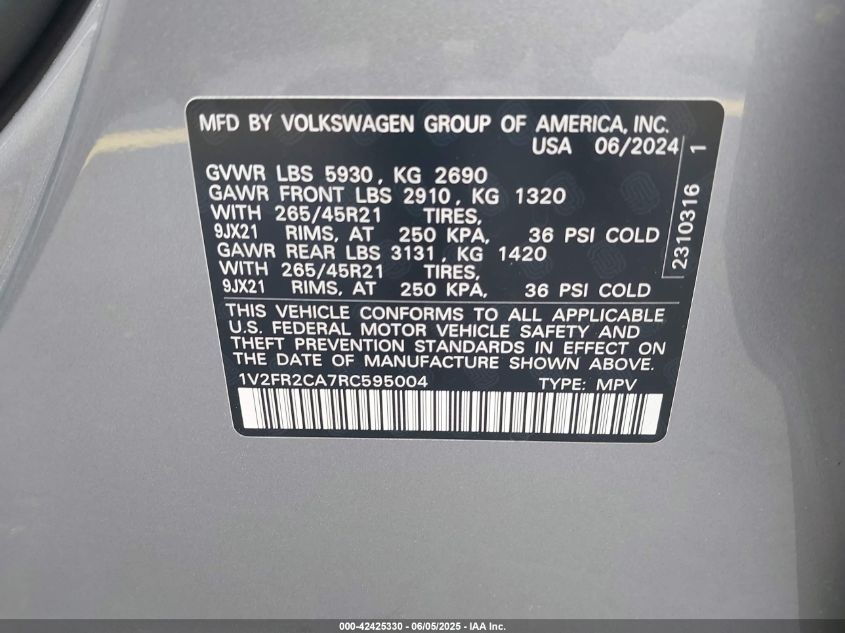 MFD BY VOLKSWAGEN GROUP OF AMERICA, INC.
USA 06/2024
GVWR LBS 5930, KG 2690
GAWR FRONT LBS 2910, KG 1320
WITH 265/45R21 TIRES,
9JX21 RIMS, AT 250 KPA, 36 PSI COLD
GAWR REAR LBS 3131, KG 1420
WITH 265/45R21 TIRES,
9JX21 RIMS, AT 250 KPA, 36 PSI COLD
THIS VEHICLE CONFORMS TO ALL APPLICABLE
U.S. FEDERAL MOTOR VEHICLE SAFETY AND
THEFT PREVENTION STANDARDS IN EFFECT ON
THE DATE OF MANUFACTURE SHOWN ABOVE.
1V2FR2CA7RC595004 TYPE: MPV
2310316 1
000-42425330 - 06/05/2025 - IAA Inc.